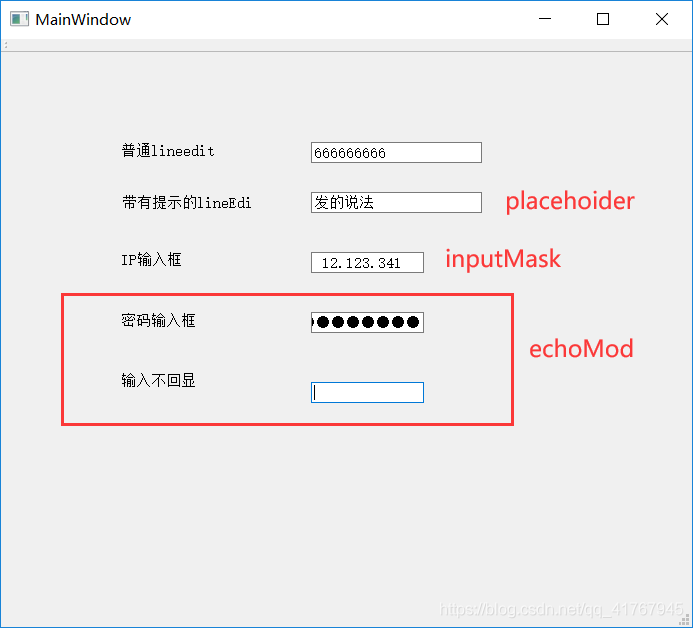 MainWindow
普通lineedit 666666666
带有提示的lineEdi 发的说法 placehoider
IP输入框 12.123.341 inputMask
密码输入框
echoMod
输入不回显
https://blog.csdn.net/qq_41767945